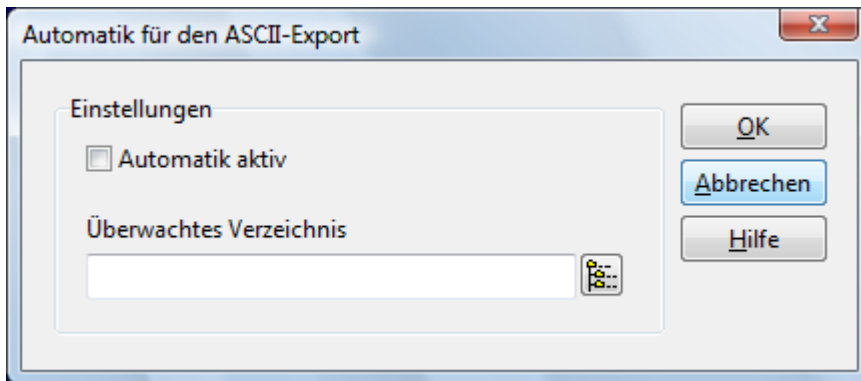 Automatik für den ASCII-Export
Einstellungen
Automatik aktiv
Überwachtes Verzeichnis
OK
Abbrechen
Hilfe